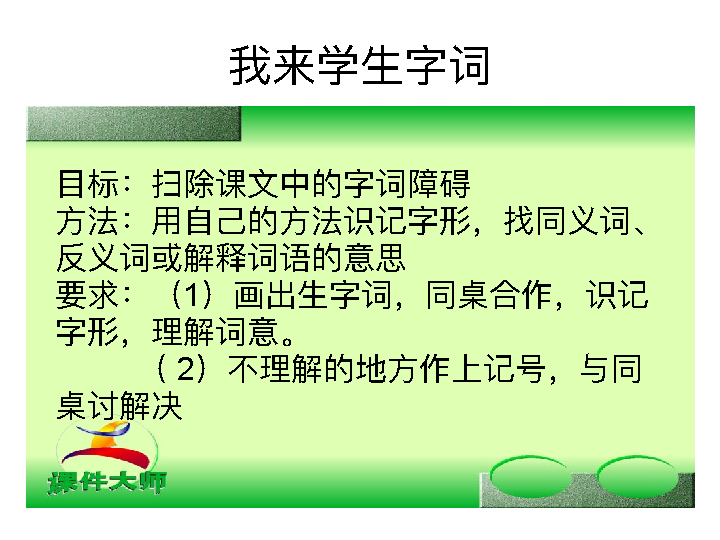 我来学生字词
目标：扫除课文中的字词障碍
方法：用自己的方法识记字形，找同义词、
反义词或解释词语的意思
要求：（1）画出生字词，同桌合作，识记
字形，理解词意。
（ 2）不理解的地方作上记号，与同
桌讨解决
课件大师